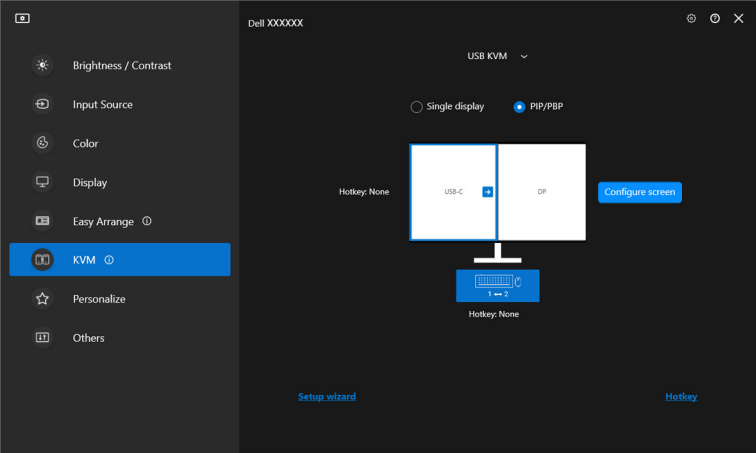 Dell XXXXXX
Brightness / Contrast
Input Source
Color
Display
Easy Arrange
KVM
Personalize
Others
USB KVM
Single display
PIP/PBP
Hotkey: None
USB-C
DP
Configure screen
1 ↔ 2
Hotkey: None
Setup wizard
Hotkey